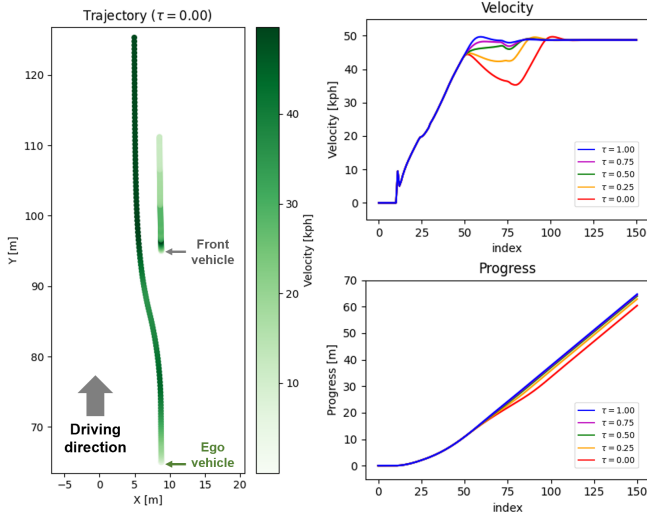 Trajectory (τ = 0.00)
120
110
100
90
80
70
Y [m]
−5
0
5
10
15
20
X [m]
Front
vehicle
Ego
vehicle
Driving
direction
40
30
20
10
Velocity [kph]
Velocity
50
40
30
20
10
0
Velocity [kph]
0
25
50
75
100
125
150
index
τ = 1.00
τ = 0.75
τ = 0.50
τ = 0.25
τ = 0.00
Progress
70
60
50
40
30
20
10
0
Progress [m]
0
25
50
75
100
125
150
index
τ = 1.00
τ = 0.75
τ = 0.50
τ = 0.25
τ = 0.00